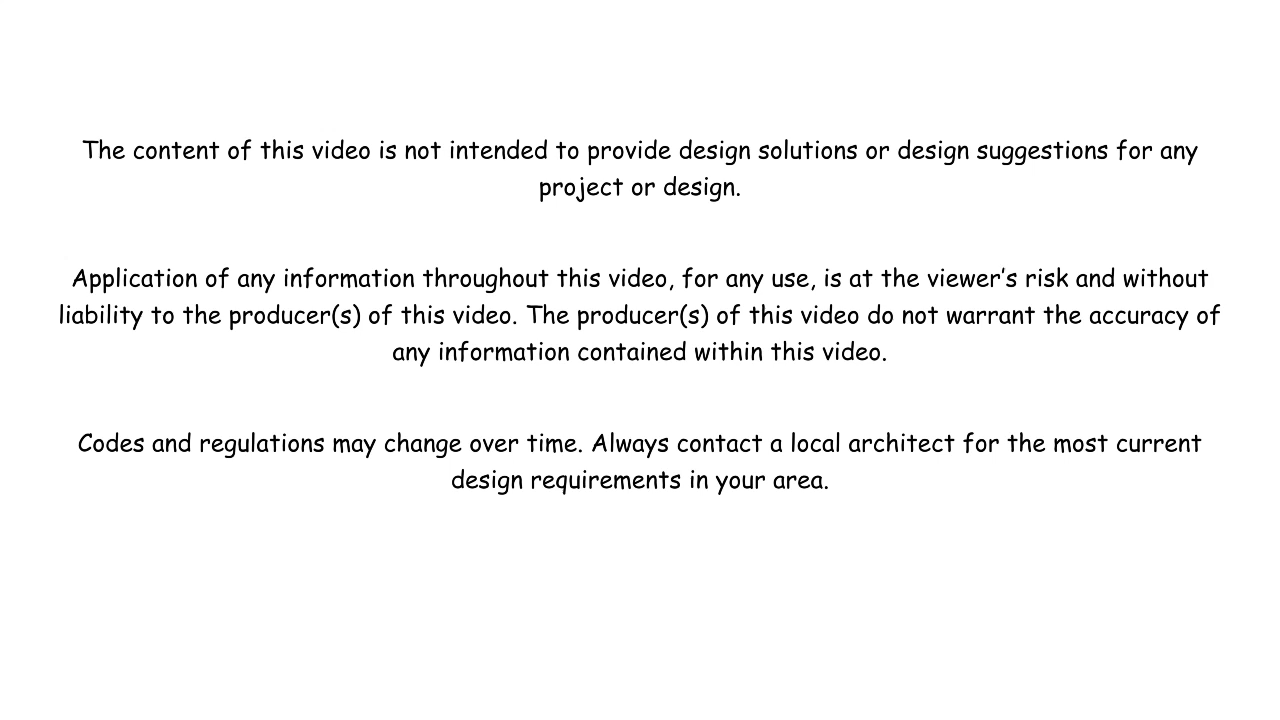 The content of this video is not intended to provide design solutions or design suggestions for any
project or design.
Application of any information throughout this video, for any use, is at the viewer’s risk and without
liability to the producer(s) of this video. The producer(s) of this video do not warrant the accuracy of
any information contained within this video.
Codes and regulations may change over time. Always contact a local architect for the most current
design requirements in your area.